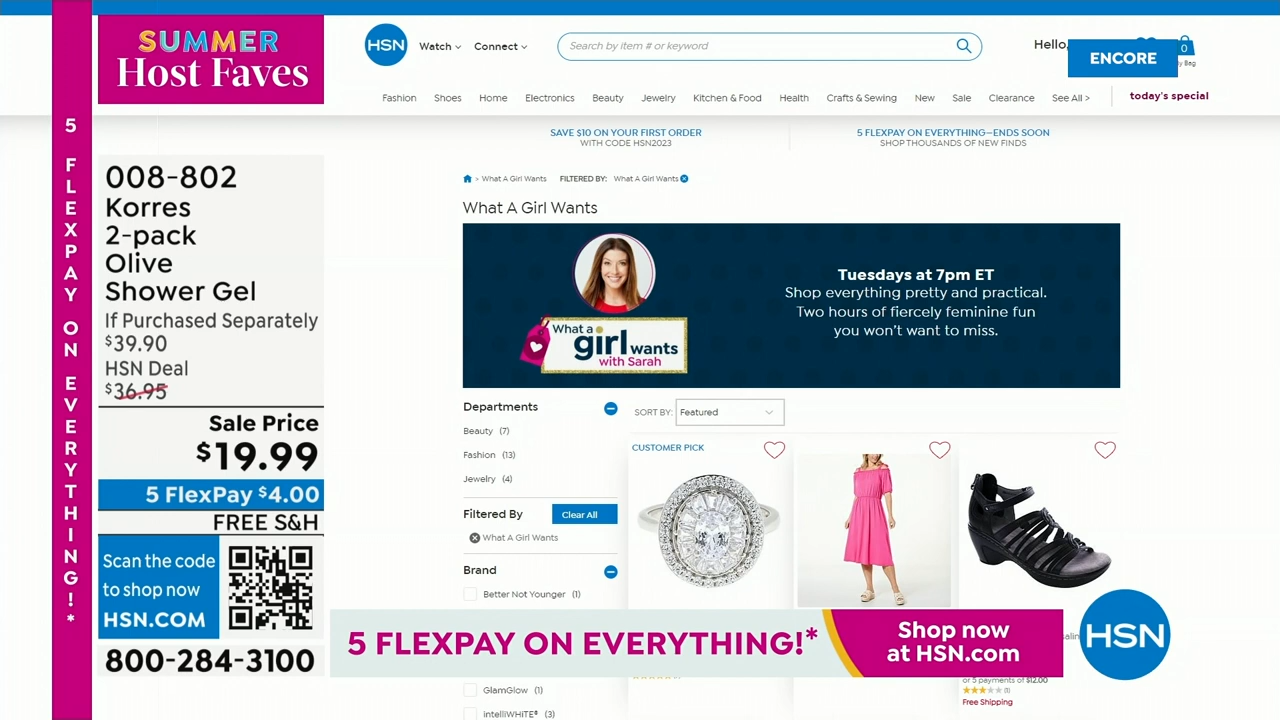 5 FLEXPAY ON EVERYTHING!*
SUMMER
Host Faves
HSN
Watch
Connect
Search by item # or keyword
Hello,
ENCORE
0
Bag
Fashion Shoes Home Electronics Beauty Jewelry Kitchen & Food Health Crafts & Sewing New Sale Clearance See All >
today's special
SAVE $10 ON YOUR FIRST ORDER
WITH CODE HSN2023
5 FLEXPAY ON EVERYTHING—ENDS SOON
SHOP THOUSANDS OF NEW FINDS
008-802
Korres
2-pack
Olive
Shower Gel
If Purchased Separately
$39.90
HSN Deal
$36.95
Sale Price
$19.99
5 FlexPay $4.00
FREE S&H
Scan the code
to shop now
HSN.COM
800-284-3100
> What A Girl Wants FILTERED BY: What A Girl Wants
What A Girl Wants
What a
girl wants
with Sarah
Tuesdays at 7pm ET
Shop everything pretty and practical.
Two hours of fiercely feminine fun
you won't want to miss.
Departments
Beauty (7)
Fashion (13)
Jewelry (4)
Filtered By
Clear All
What A Girl Wants
Brand
Better Not Younger (1)
GlamGlow (1)
intelliWHiTE® (3)
SORT BY: Featured
CUSTOMER PICK
or 5 payments of $12.00
(1)
Free Shipping
5 FLEXPAY ON EVERYTHING!*
Shop now
at HSN.com
HSN